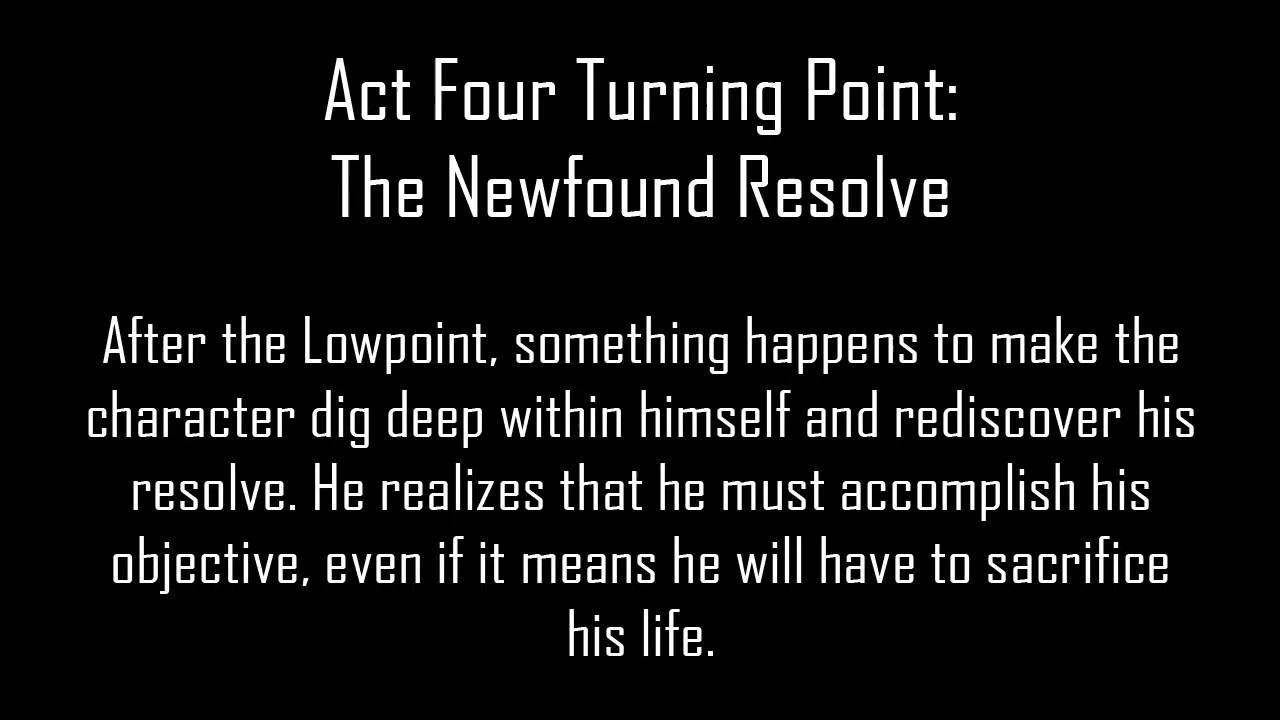 Act Four Turning Point:
The Newfound Resolve
After the Lowpoint, something happens to make the
character dig deep within himself and rediscover his
resolve. He realizes that he must accomplish his
objective, even if it means he will have to sacrifice
his life.